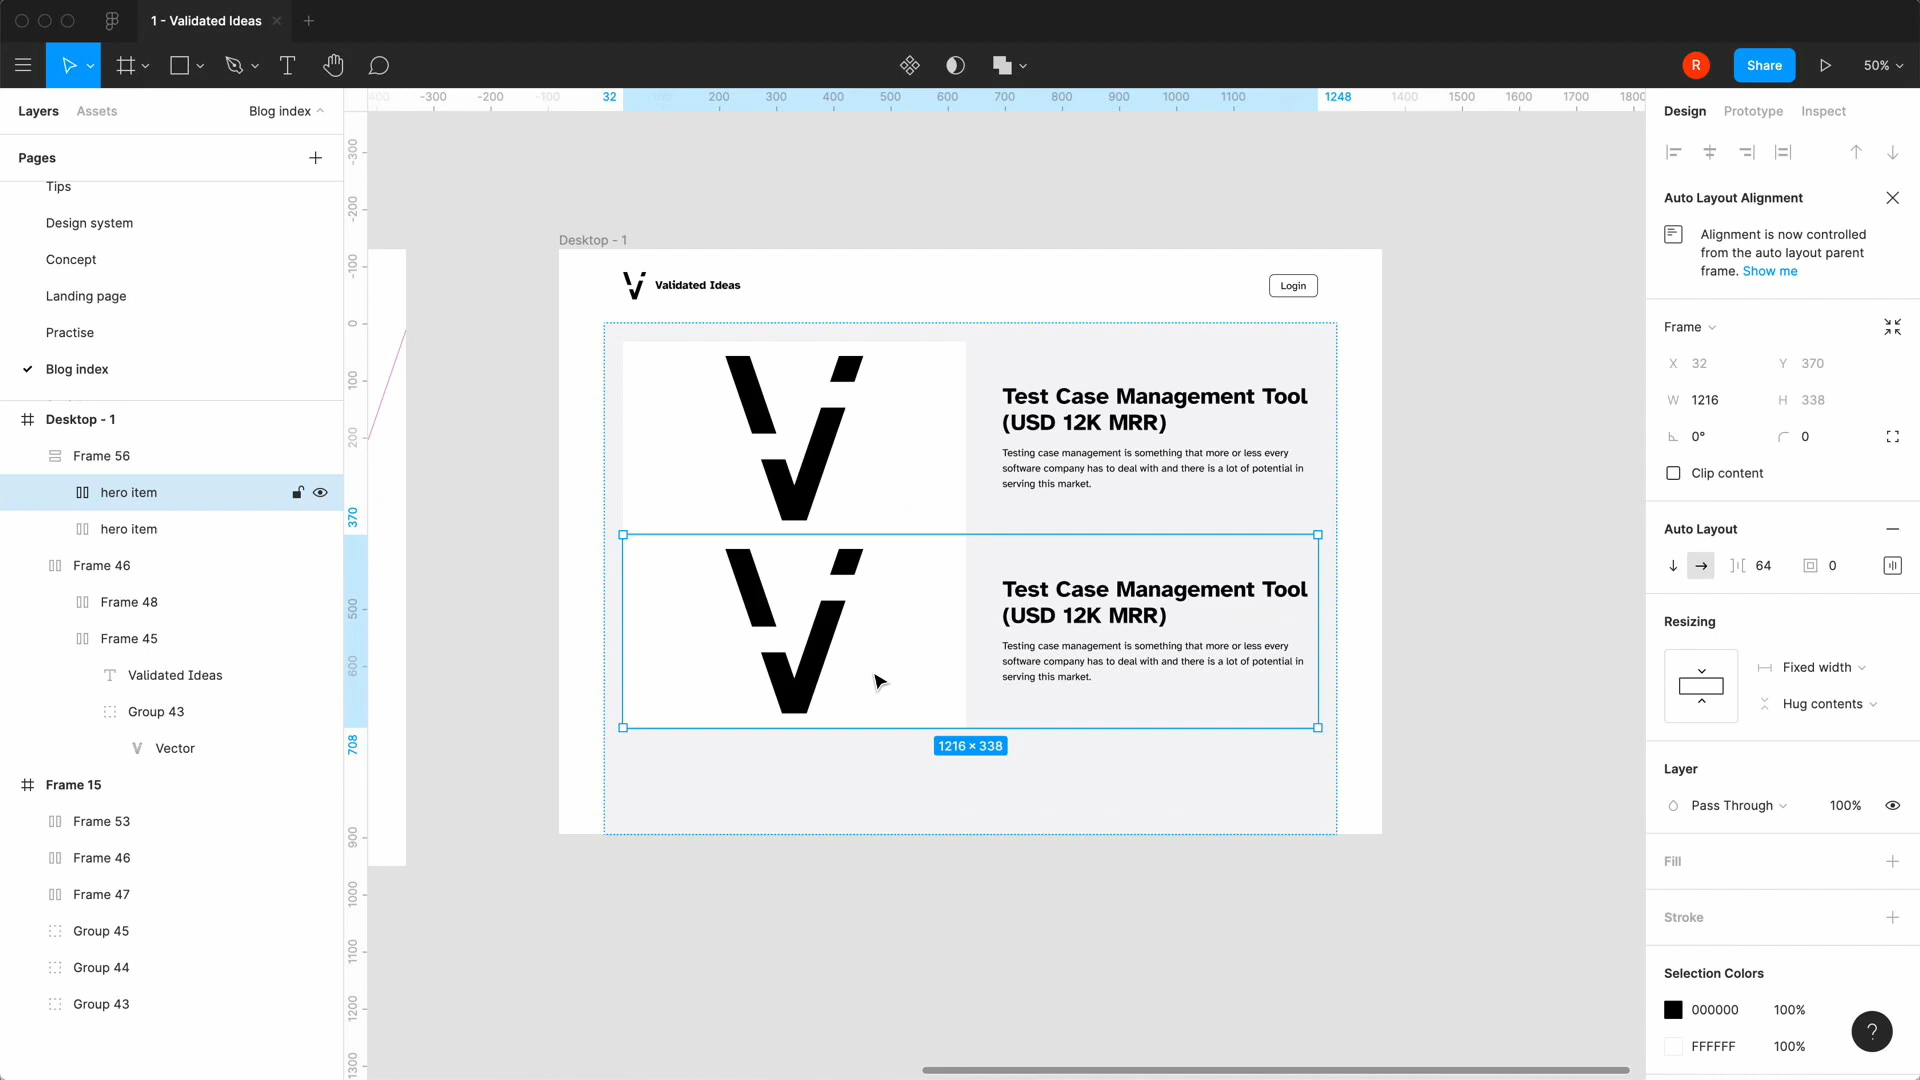 1 - Validated Ideas
R
Share
50%
Layers
Assets
Blog index
Pages
Tips
Design system
Concept
Landing page
Practise
Blog index
Desktop - 1
Frame 56
hero item
hero item
Frame 46
Frame 48
Frame 45
Validated Ideas
Group 43
Vector
Frame 15
Frame 53
Frame 46
Frame 47
Group 45
Group 44
Group 43
-300 -200 -100 32 200 300 400 500 600 700 800 900 1000 1100 1248 1400 1500 1600 1700 1800
-300
-200
-100
0
100
200
370
500
600
708
900
1000
1100
1200
1300
Desktop - 1
Validated Ideas
Login
Test Case Management Tool
(USD 12K MRR)
Testing case management is something that more or less every
software company has to deal with and there is a lot of potential in
serving this market.
Test Case Management Tool
(USD 12K MRR)
Testing case management is something that more or less every
software company has to deal with and there is a lot of potential in
serving this market.
1216 × 338
Design
Prototype
Inspect
Auto Layout Alignment
Alignment is now controlled
from the auto layout parent
frame. Show me
Frame
X 32 Y 370
W 1216 H 338
0° 0
Clip content
Auto Layout
64 0
Resizing
Fixed width
Hug contents
Layer
Pass Through 100%
Fill
Stroke
Selection Colors
000000 100%
FFFFFF 100%
?